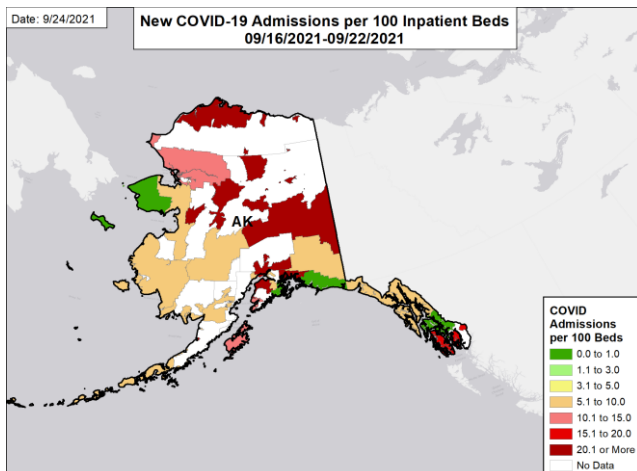 Date: 9/24/2021
New COVID-19 Admissions per 100 Inpatient Beds
09/16/2021-09/22/2021
AK
COVID
Admissions
per 100 Beds
0.0 to 1.0
1.1 to 3.0
3.1 to 5.0
5.1 to 10.0
10.1 to 15.0
15.1 to 20.0
20.1 or More
No Data